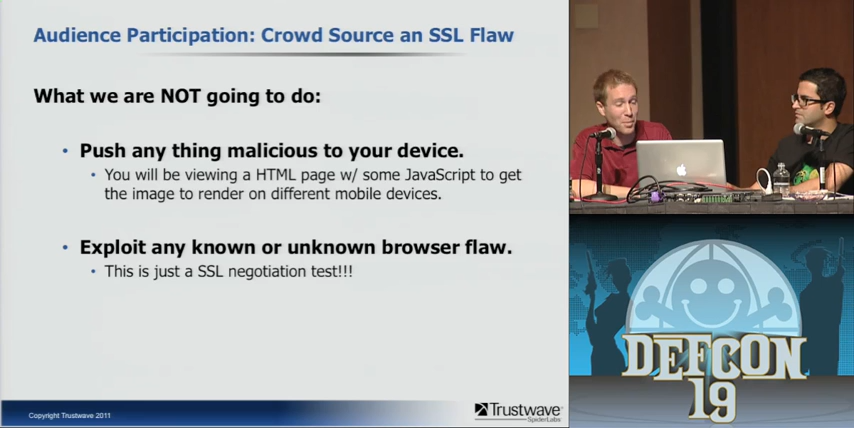 Audience Participation: Crowd Source an SSL Flaw
What we are NOT going to do:
• Push any thing malicious to your device.
• You will be viewing a HTML page w/ some JavaScript to get
the image to render on different mobile devices.
• Exploit any known or unknown browser flaw.
• This is just a SSL negotiation test!!!
Copyright Trustwave 2011
Trustwave®
SpiderLabs
DEFCON
19